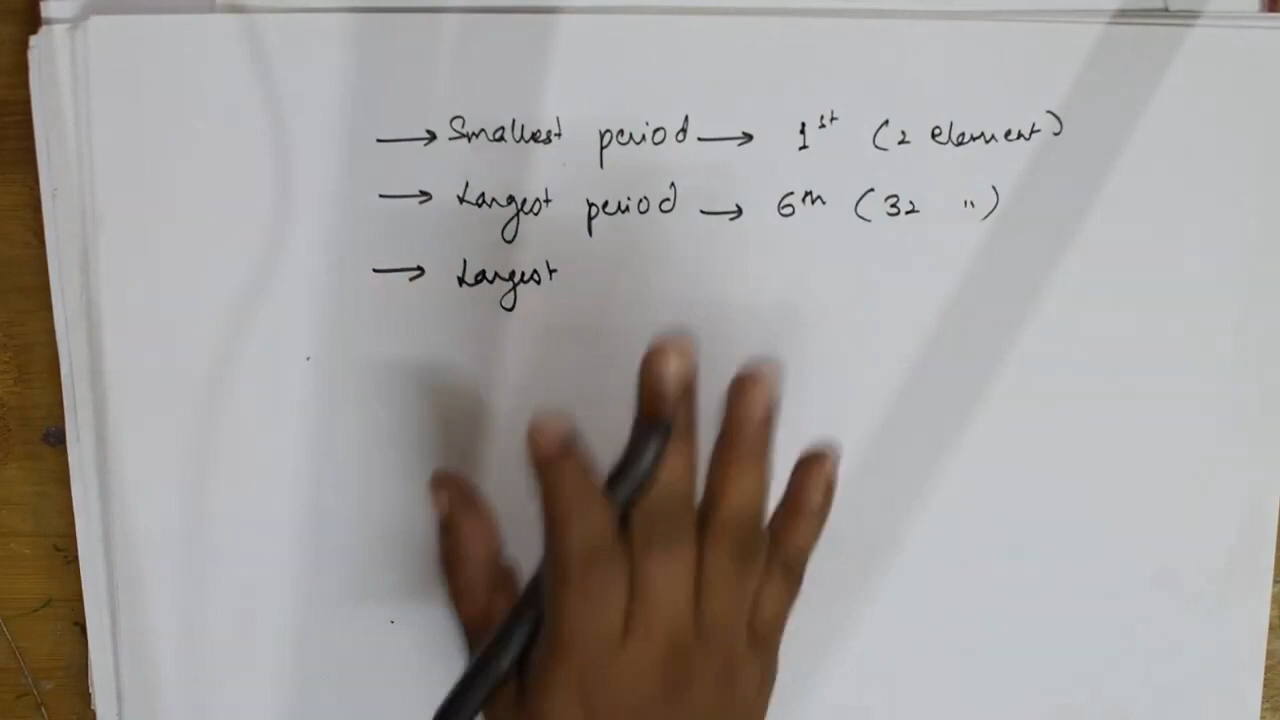 → Smallest period → 1st (2 element)
→ Largest period → 6th (32 ")
→ Largest